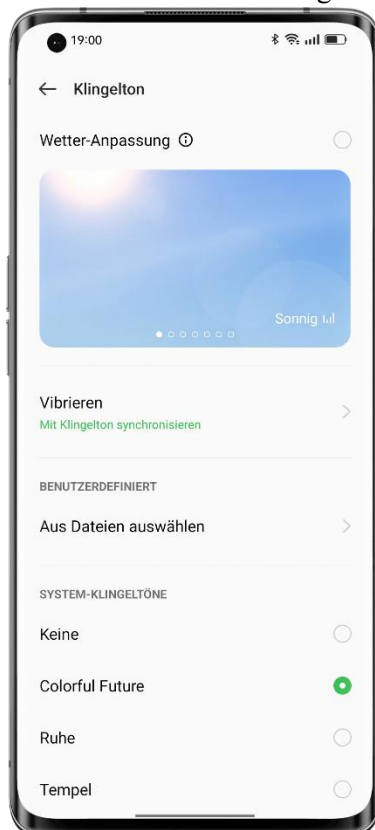 19:00
Klingelton
Wetter-Anpassung
Sonnig
Vibrieren
Mit Klingelton synchronisieren
BENUTZERDEFINIERT
Aus Dateien auswählen
SYSTEM-KLINGELTÖNE
Keine
Colorful Future
Ruhe
Tempel